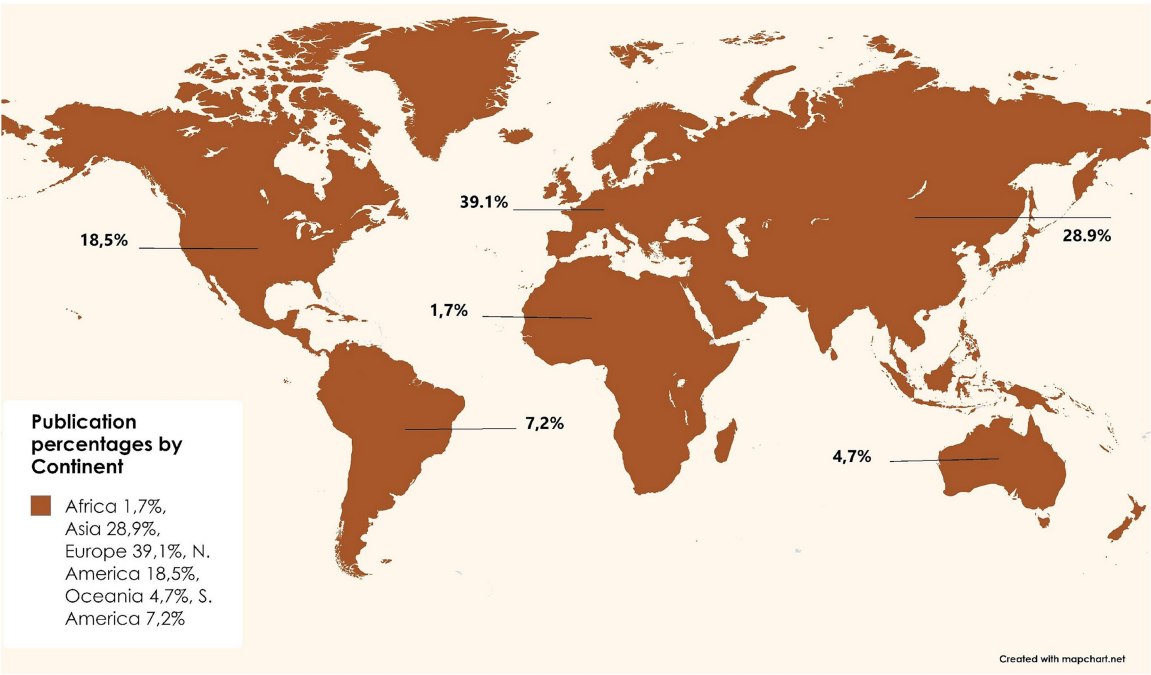 39.1%
18,5%
28.9%
1,7%
7,2%
4,7%
Publication
percentages by
Continent
Africa 1,7%,
Asia 28,9%,
Europe 39,1%, N.
America 18,5%,
Oceania 4,7%, S.
America 7,2%
Created with mapchart.net